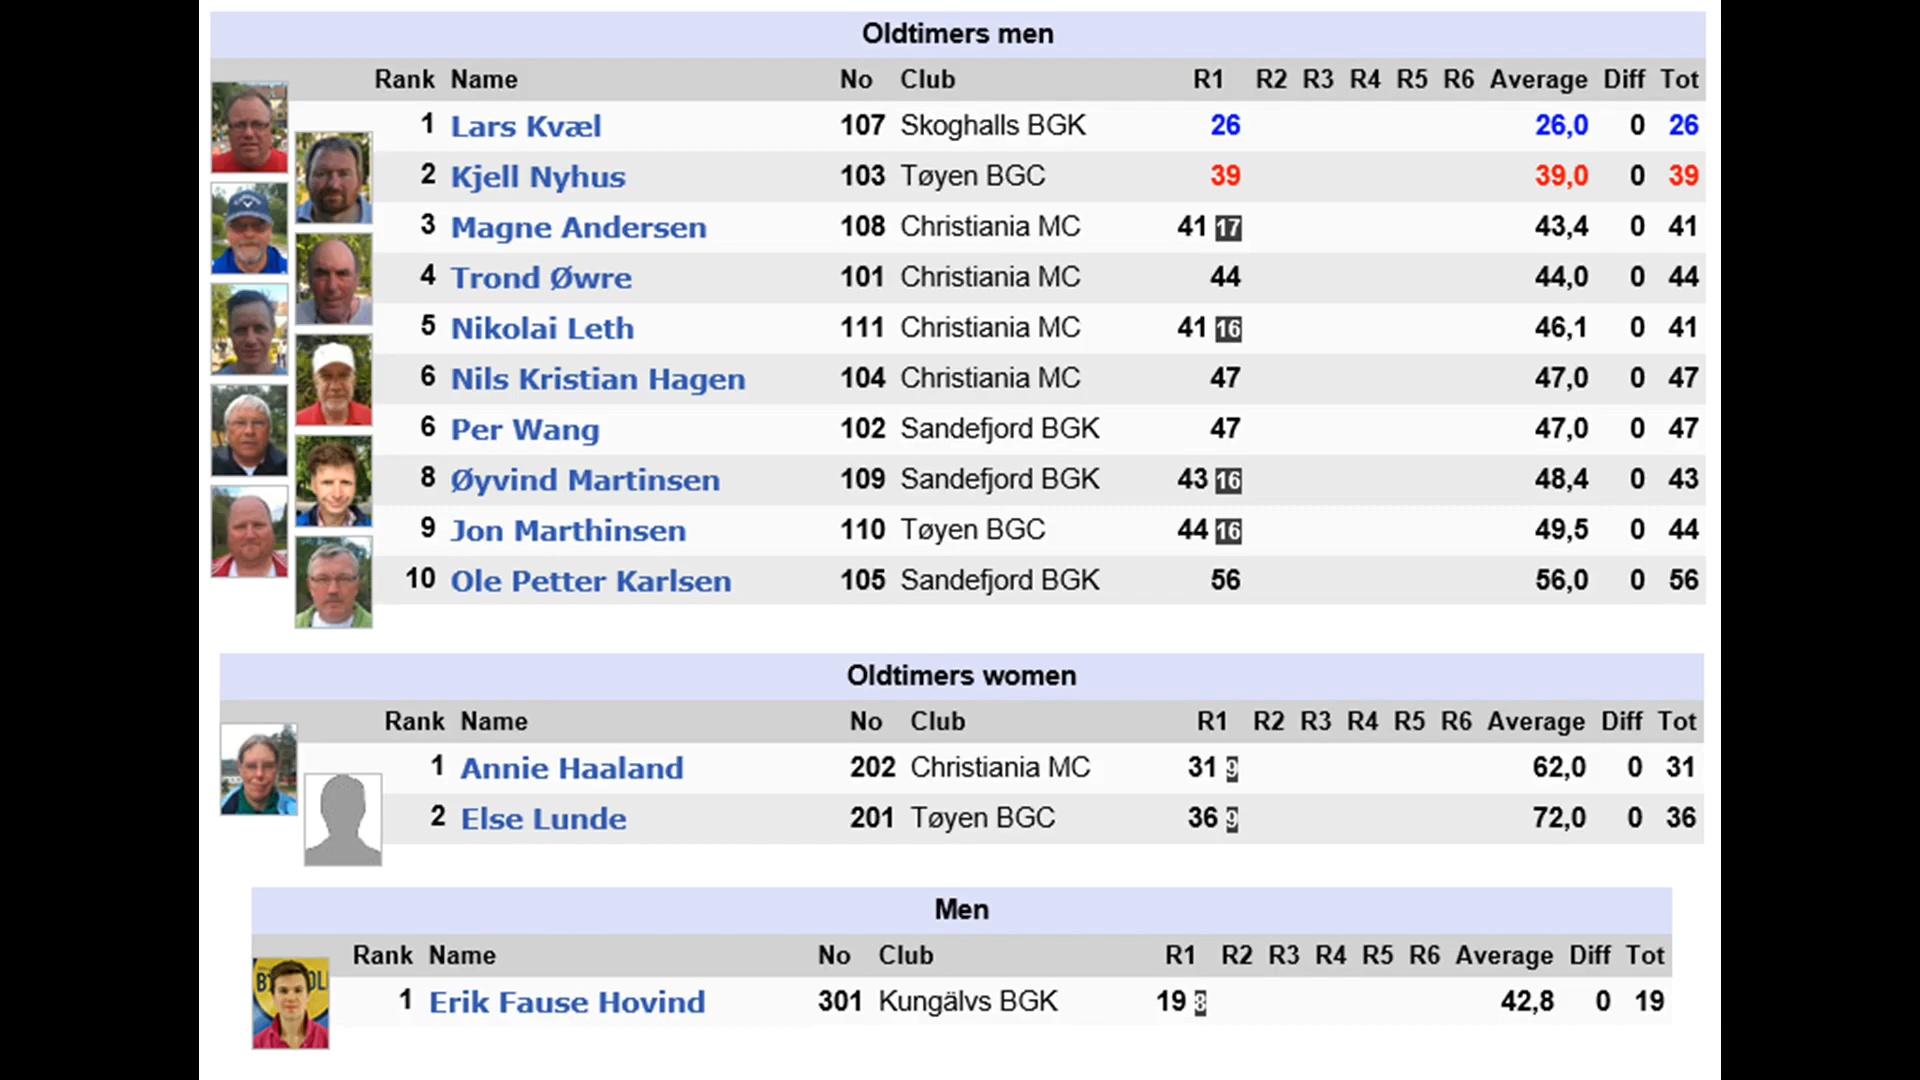 Oldtimers men
Rank Name No Club R1 R2 R3 R4 R5 R6 Average Diff Tot
1 Lars Kvæl 107 Skoghalls BGK 26 26,0 0 26
2 Kjell Nyhus 103 Tøyen BGC 39 39,0 0 39
3 Magne Andersen 108 Christiania MC 41 17 43,4 0 41
4 Trond Øwre 101 Christiania MC 44 44,0 0 44
5 Nikolai Leth 111 Christiania MC 41 16 46,1 0 41
6 Nils Kristian Hagen 104 Christiania MC 47 47,0 0 47
6 Per Wang 102 Sandefjord BGK 47 47,0 0 47
8 Øyvind Martinsen 109 Sandefjord BGK 43 16 48,4 0 43
9 Jon Marthinsen 110 Tøyen BGC 44 16 49,5 0 44
10 Ole Petter Karlsen 105 Sandefjord BGK 56 56,0 0 56
Oldtimers women
Rank Name No Club R1 R2 R3 R4 R5 R6 Average Diff Tot
1 Annie Haaland 202 Christiania MC 31 9 62,0 0 31
2 Else Lunde 201 Tøyen BGC 36 9 72,0 0 36
Men
Rank Name No Club R1 R2 R3 R4 R5 R6 Average Diff Tot
1 Erik Fause Hovind 301 Kungälvs BGK 19 8 42,8 0 19